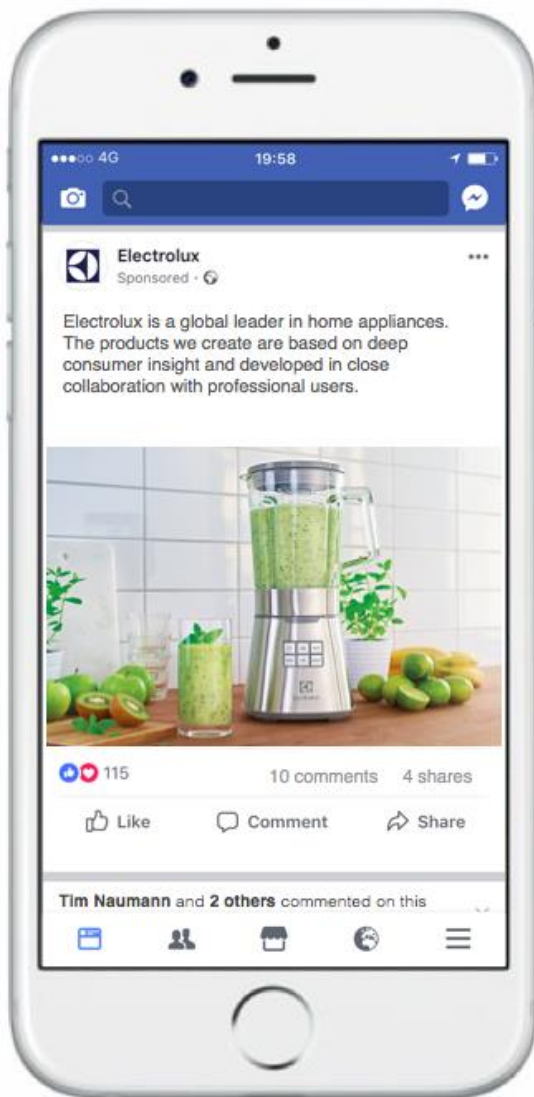 4G 19:58
Electrolux
Sponsored ·
Electrolux is a global leader in home appliances.
The products we create are based on deep
consumer insight and developed in close
collaboration with professional users.
115 10 comments 4 shares
Like Comment Share
Tim Naumann and 2 others commented on this